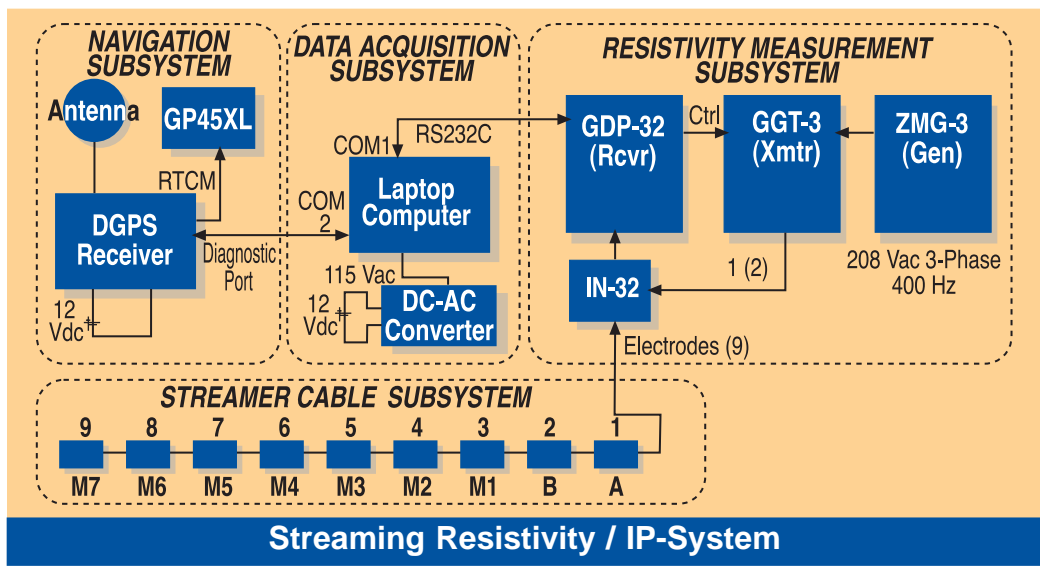 NAVIGATION
SUBSYSTEM
Antenna
GP45XL
RTCM
DGPS
Receiver
12
Vdc
Diagnostic
Port
DATA ACQUISITION
SUBSYSTEM
COM1
RS232C
COM
2
Laptop
Computer
115 Vac
12
Vdc
DC-AC
Converter
RESISTIVITY MEASUREMENT
SUBSYSTEM
GDP-32
(Rcvr)
Ctrl
GGT-3
(Xmtr)
ZMG-3
(Gen)
208 Vac 3-Phase
400 Hz
1 (2)
IN-32
Electrodes (9)
STREAMER CABLE SUBSYSTEM
9 8 7 6 5 4 3 2 1
M7 M6 M5 M4 M3 M2 M1 B A
Streaming Resistivity / IP-System